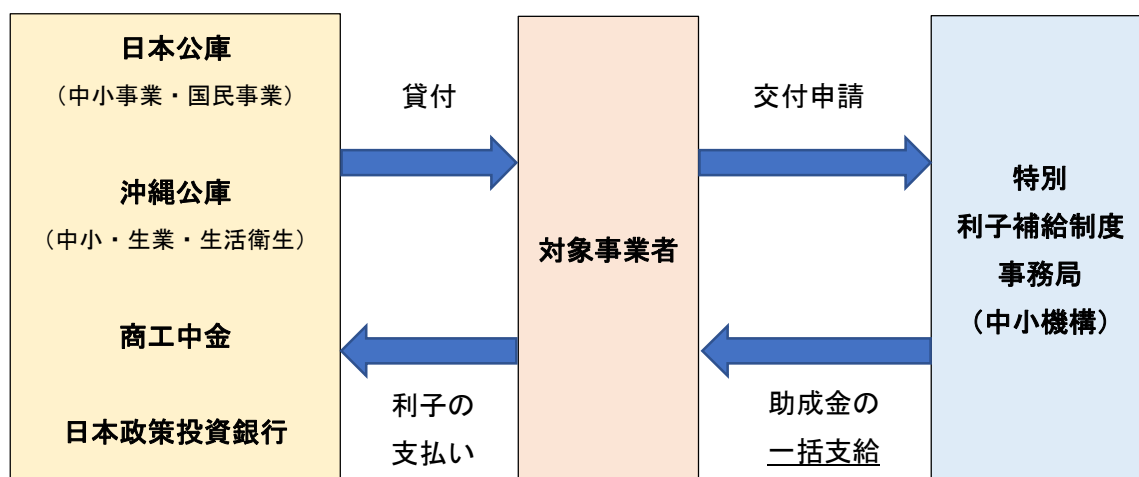 日本公庫
（中小事業・国民事業）
沖縄公庫
（中小・生業・生活衛生）
商工中金
日本政策投資銀行
貸付
利子の
支払い
対象事業者
交付申請
助成金の
一括支給
特別
利子補給制度
事務局
（中小機構）